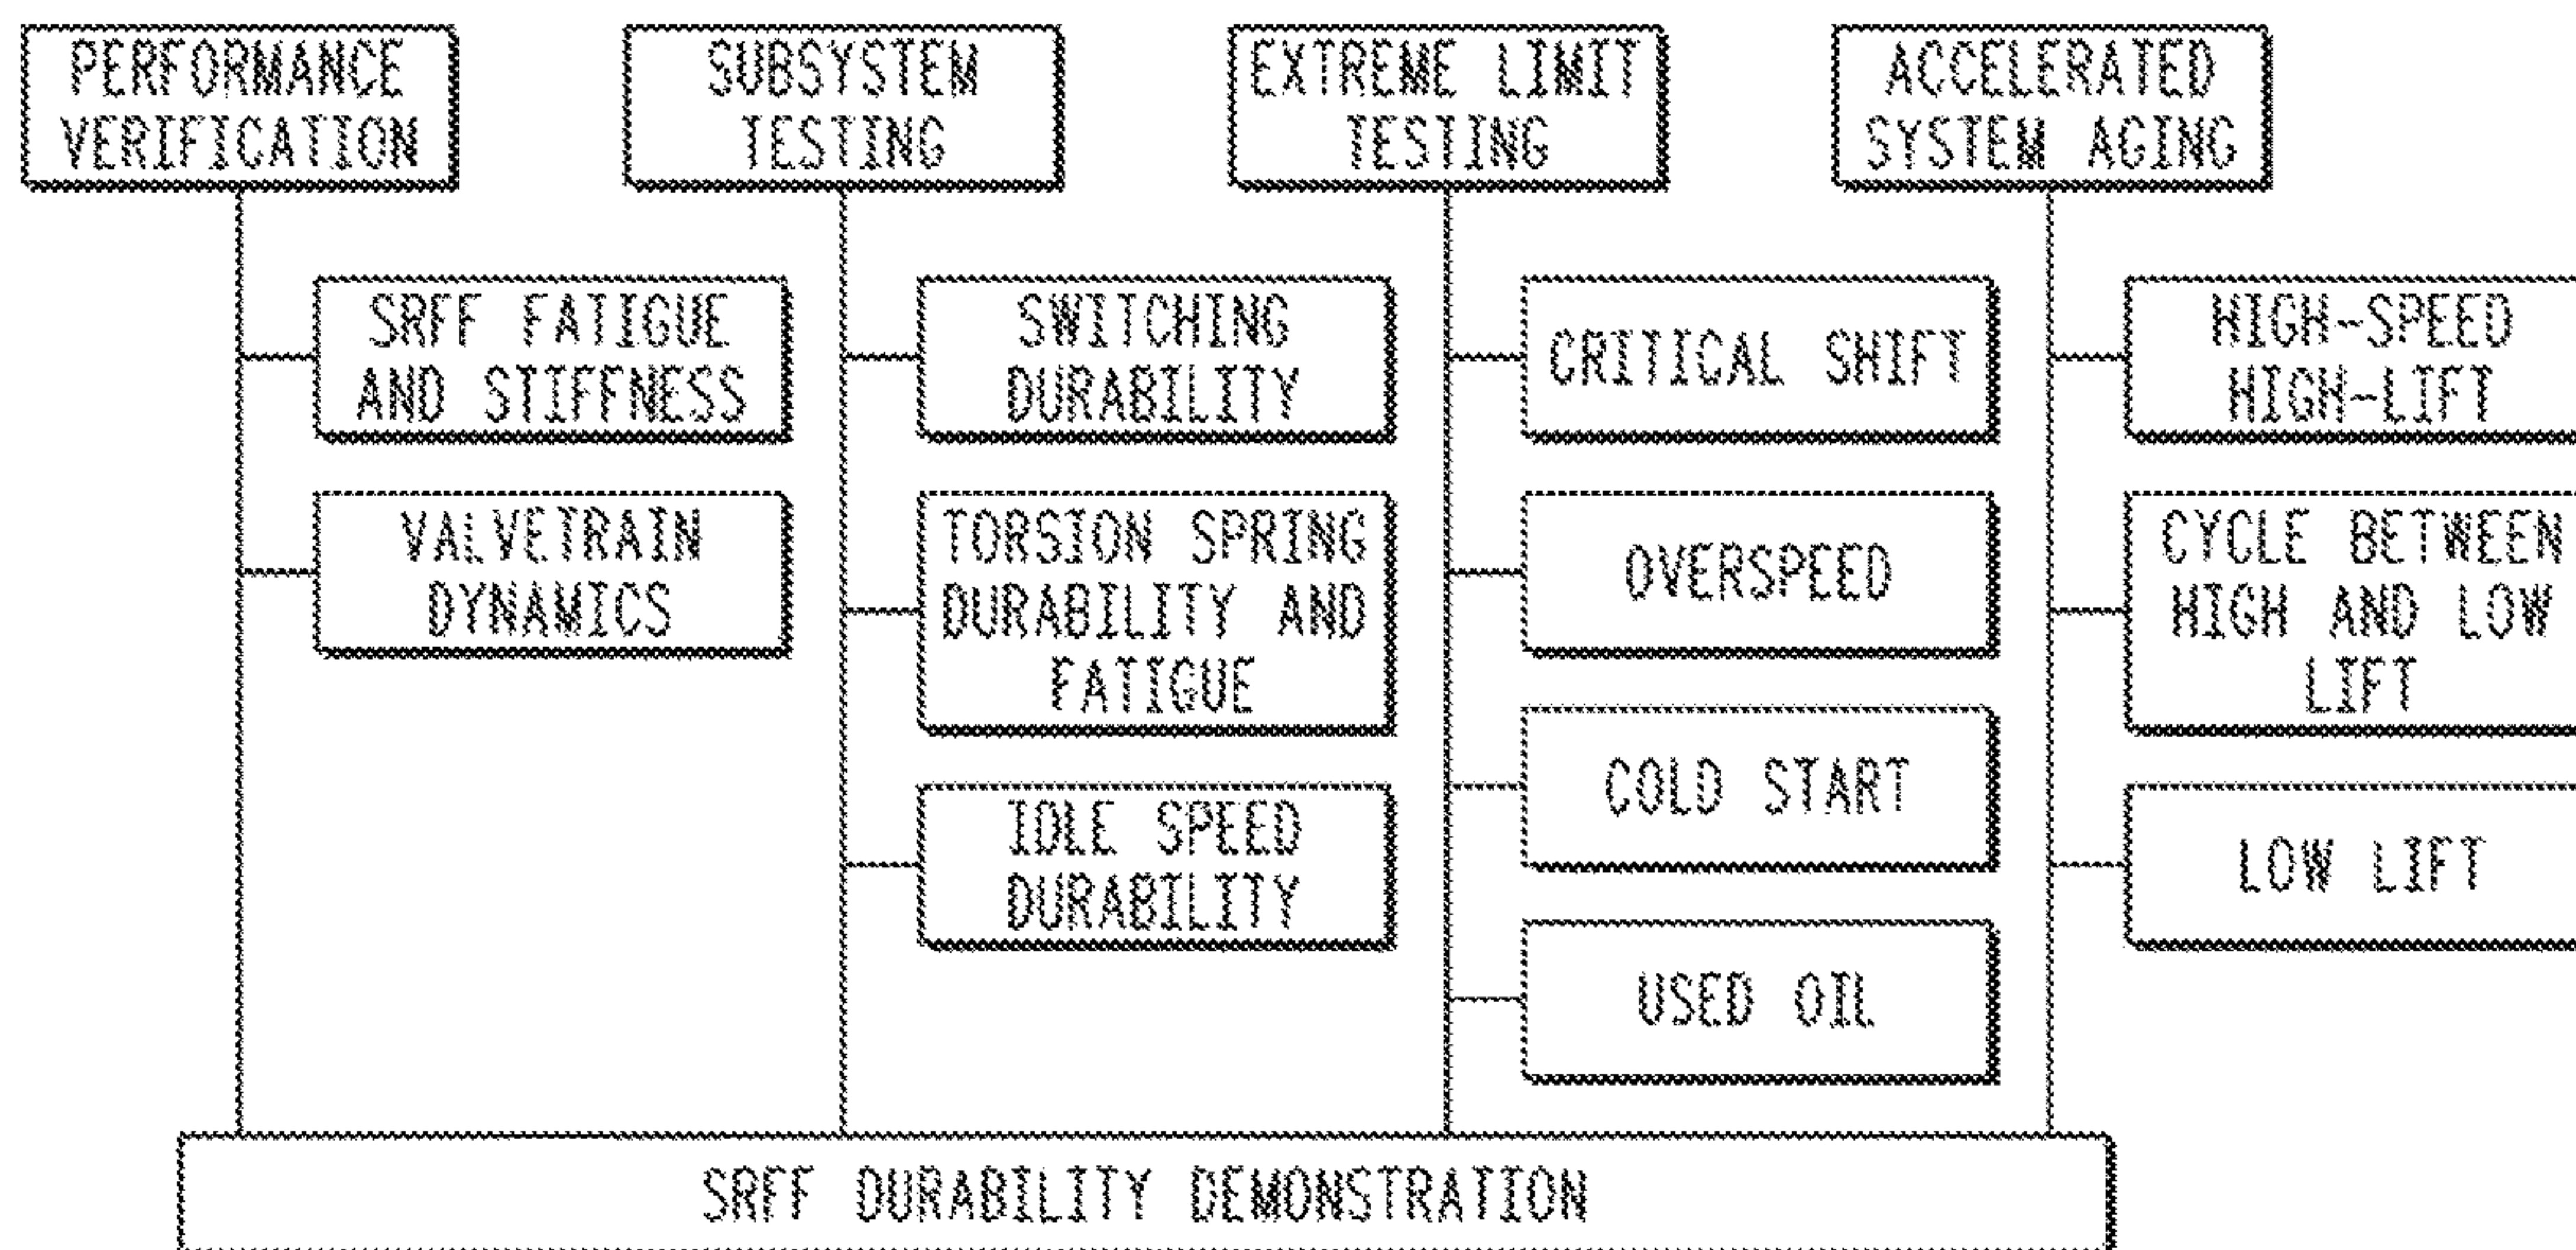 PERFORMANCE
VERIFICATION
SUBSYSTEM
TESTING
EXTREME LIMIT
TESTING
ACCELERATED
SYSTEM AGING
SRFF FATIGUE
AND STIFFNESS
VALVETRAIN
DYNAMICS
SWITCHING
DURABILITY
TORSION SPRING
DURABILITY AND
FATIGUE
IDLE SPEED
DURABILITY
CRITICAL SHIFT
OVERSPEED
COLD START
USED OIL
HIGH-SPEED
HIGH-LIFT
CYCLE BETWEEN
HIGH AND LOW
LIFT
LOW LIFT
SRFF DURABILITY DEMONSTRATION